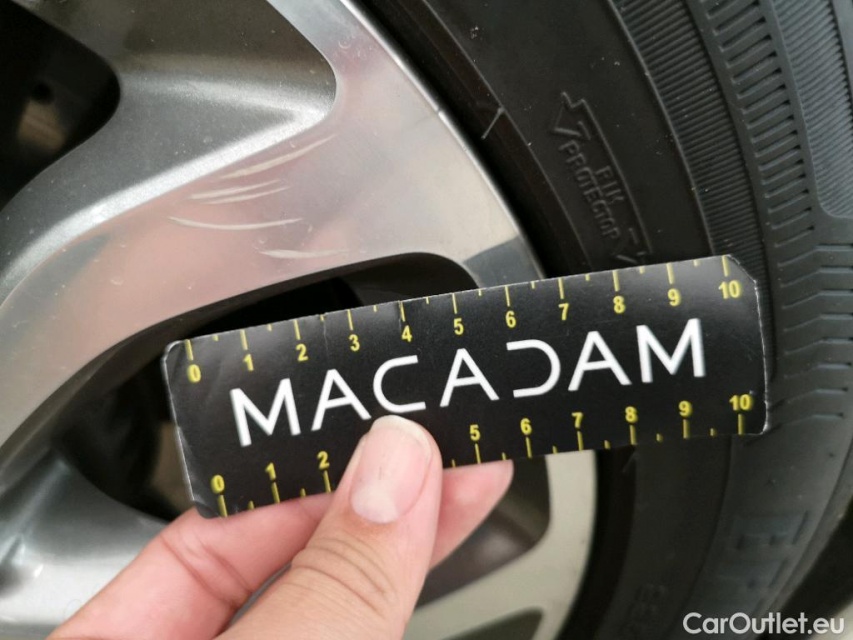 RIM
PROTECTOR
0 1 2 3 4 5 6 7 8 9 10
MACADAM
0 1 2 5 6 7 8 9 10
CarOutlet.eu